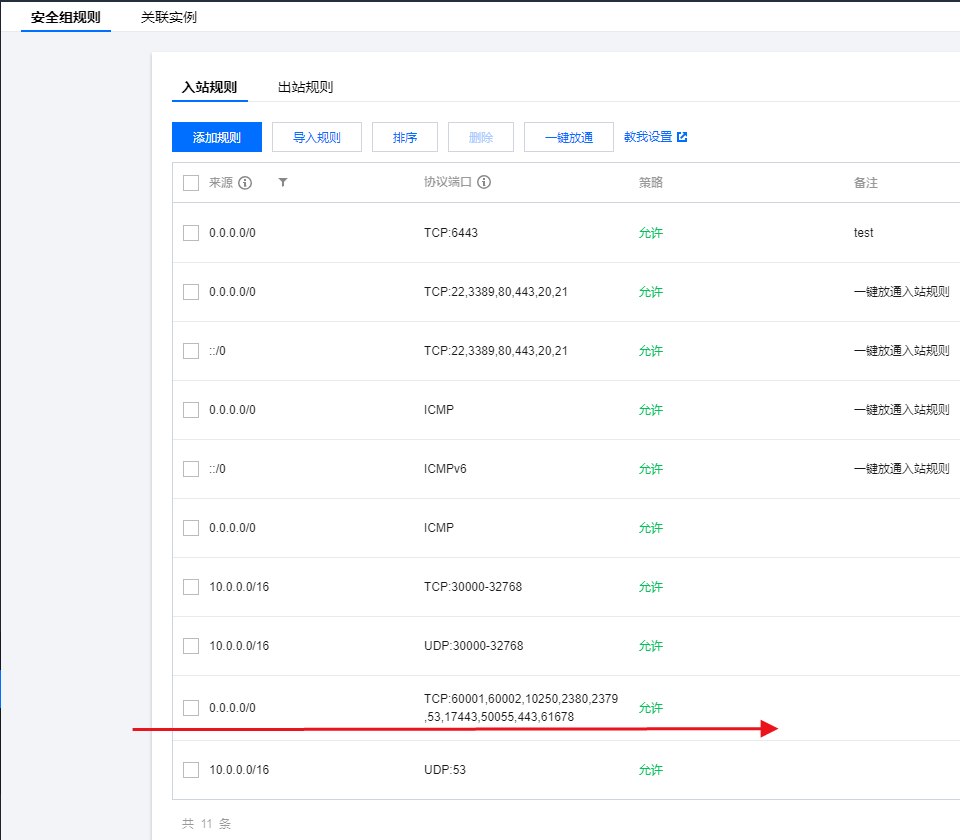 安全组规则 关联实例
入站规则 出站规则
添加规则 导入规则 排序 删除 一键放通 教我设置
来源 协议端口 策略 备注
0.0.0.0/0 TCP:6443 允许 test
0.0.0.0/0 TCP:22,3389,80,443,20,21 允许 一键放通入站规则
::/0 TCP:22,3389,80,443,20,21 允许 一键放通入站规则
0.0.0.0/0 ICMP 允许 一键放通入站规则
::/0 ICMPv6 允许 一键放通入站规则
0.0.0.0/0 ICMP 允许
10.0.0.0/16 TCP:30000-32768 允许
10.0.0.0/16 UDP:30000-32768 允许
0.0.0.0/0 TCP:60001,60002,10250,2380,2379 允许
,53,17443,50055,443,61678
10.0.0.0/16 UDP:53 允许
共 11 条